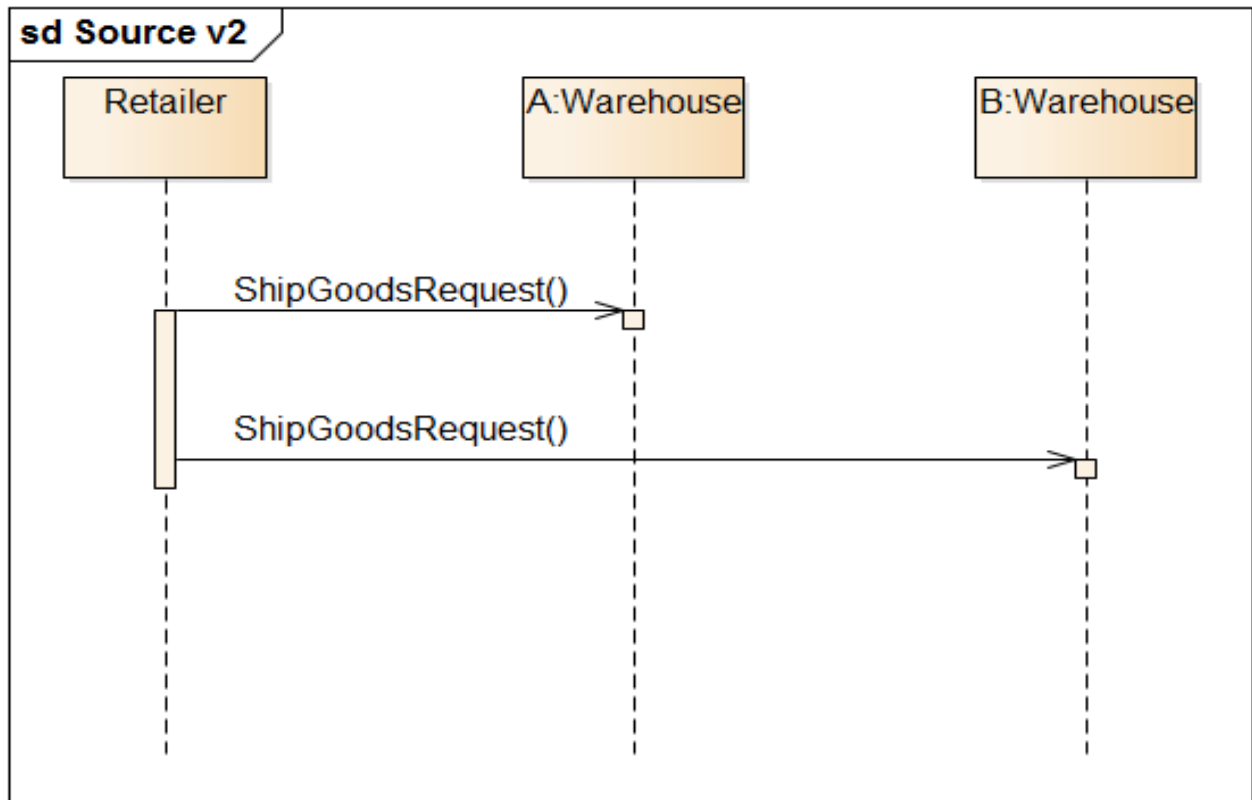 sd Source v2
Retailer
A:Warehouse
B:Warehouse
ShipGoodsRequest()
ShipGoodsRequest()